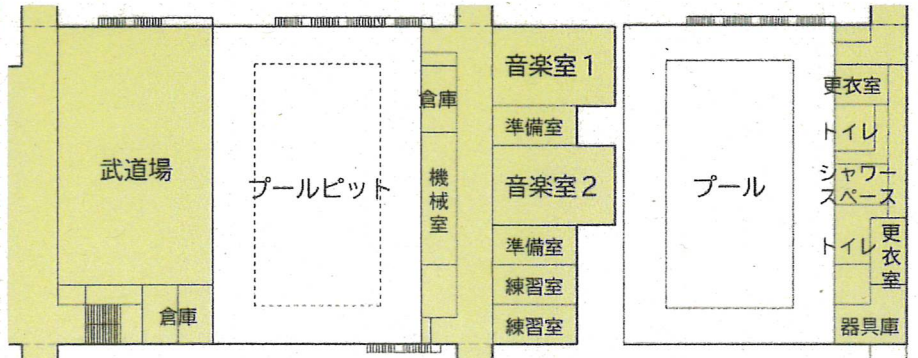 武道場
倉庫
プールピット
倉庫
機械室
音楽室1
準備室
音楽室2
準備室
練習室
練習室
プール
更衣室
トイレ
シャワー
スペース
トイレ
更衣室
器具庫